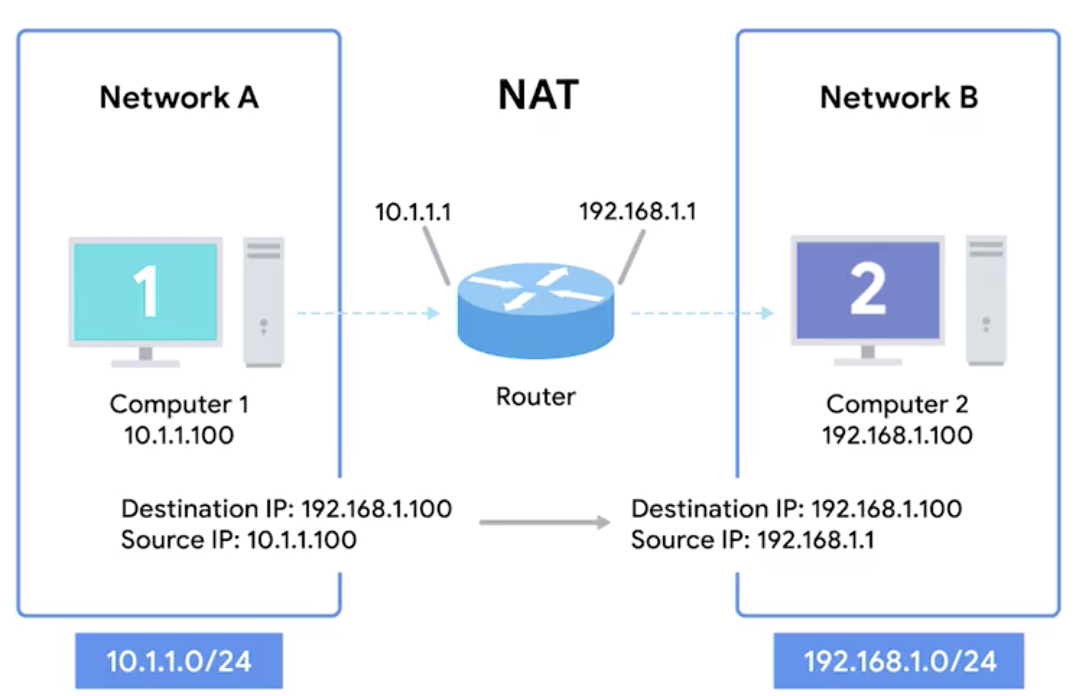 Network A
NAT
Network B
10.1.1.1
192.168.1.1
1
2
Router
Computer 1
10.1.1.100
Computer 2
192.168.1.100
Destination IP: 192.168.1.100
Source IP: 10.1.1.100
Destination IP: 192.168.1.100
Source IP: 192.168.1.1
10.1.1.0/24
192.168.1.0/24